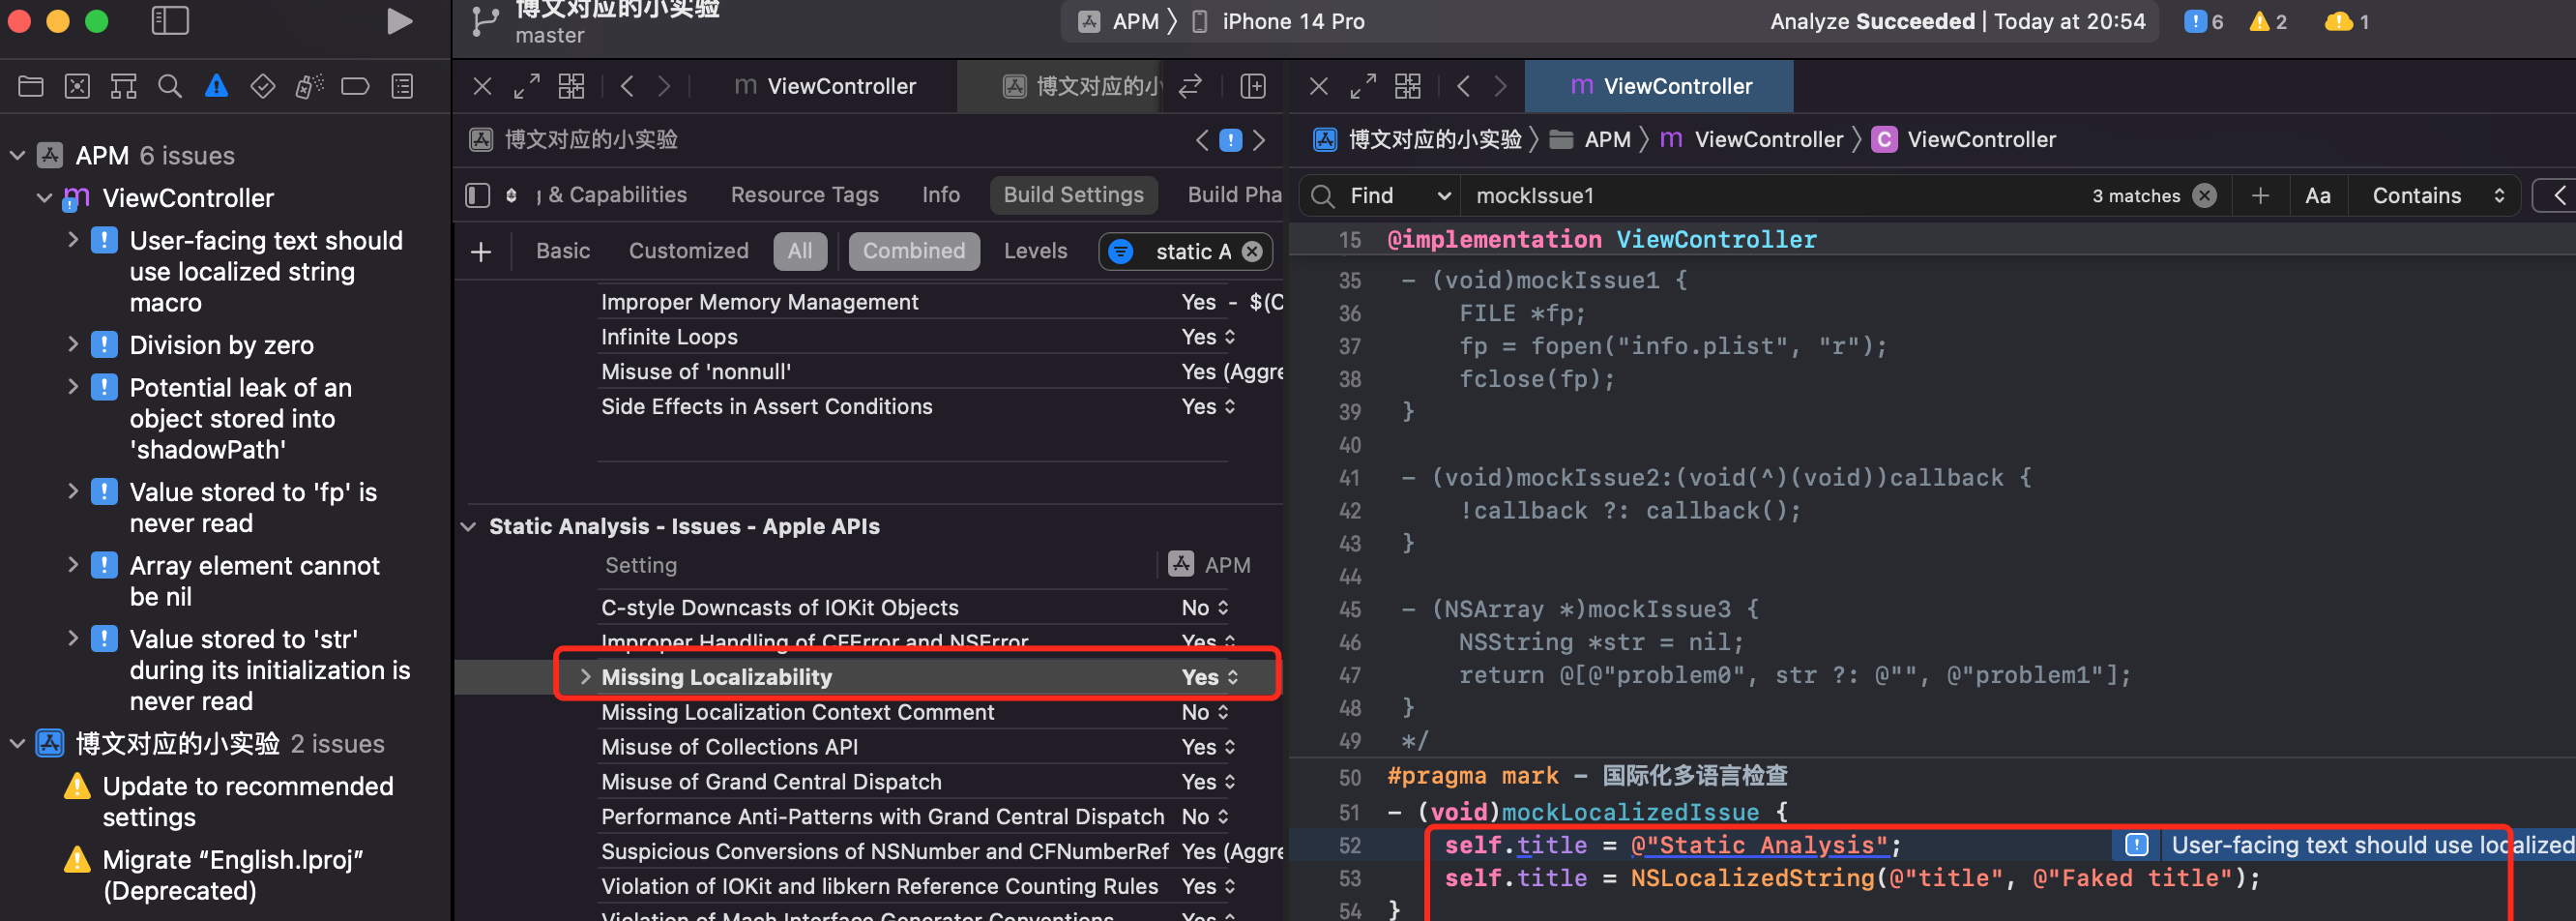 博文对应的小实验
master
APM 〉 iPhone 14 Pro
Analyze Succeeded | Today at 20:54
6
2
1
APM 6 issues
ViewController
User-facing text should
use localized string
macro
Division by zero
Potential leak of an
object stored into
'shadowPath'
Value stored to 'fp' is
never read
Array element cannot
be nil
Value stored to 'str'
during its initialization is
never read
博文对应的小实验 2 issues
Update to recommended
settings
Migrate “English.lproj”
(Deprecated)
m ViewController
博文对应的小
博文对应的小实验
& Capabilities Resource Tags Info Build Settings Build Pha
Basic Customized All Combined Levels static A
Improper Memory Management Yes - $(C
Infinite Loops Yes
Misuse of 'nonnull' Yes (Aggre
Side Effects in Assert Conditions Yes
Static Analysis - Issues - Apple APIs
Setting APM
C-style Downcasts of IOKit Objects No
Improper Handling of CFError and NSError Yes
Missing Localizability Yes
Missing Localization Context Comment No
Misuse of Collections API Yes
Misuse of Grand Central Dispatch Yes
Performance Anti-Patterns with Grand Central Dispatch No
Suspicious Conversions of NSNumber and CFNumberRef Yes (Aggre
Violation of IOKit and libkern Reference Counting Rules Yes
Violation of Mach Interface Generator Conventions Yes
m ViewController
博文对应的小实验 〉 APM 〉 m ViewController 〉 C ViewController
Find mockIssue1 3 matches Aa Contains
15 @implementation ViewController
35 - (void)mockIssue1 {
36 FILE *fp;
37 fp = fopen("info.plist", "r");
38 fclose(fp);
39 }
40
41 - (void)mockIssue2:(void(^)(void))callback {
42 !callback ?: callback();
43 }
44
45 - (NSArray *)mockIssue3 {
46 NSString *str = nil;
47 return @[@"problem0", str ?: @"", @"problem1"];
48 }
49 */
50 #pragma mark - 国际化多语言检查
51 - (void)mockLocalizedIssue {
52 self.title = @"Static Analysis"; User-facing text should use localized
53 self.title = NSLocalizedString(@"title", @"Faked title");
54 }